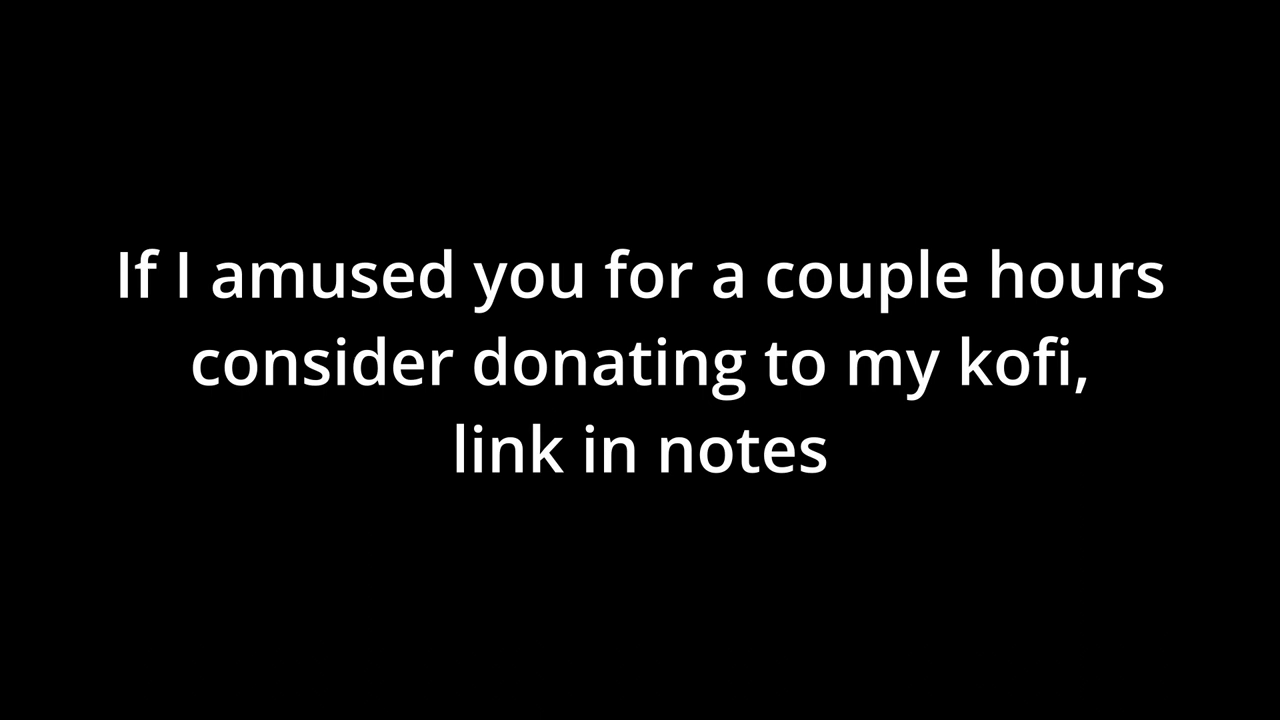 If I amused you for a couple hours
consider donating to my kofi,
link in notes